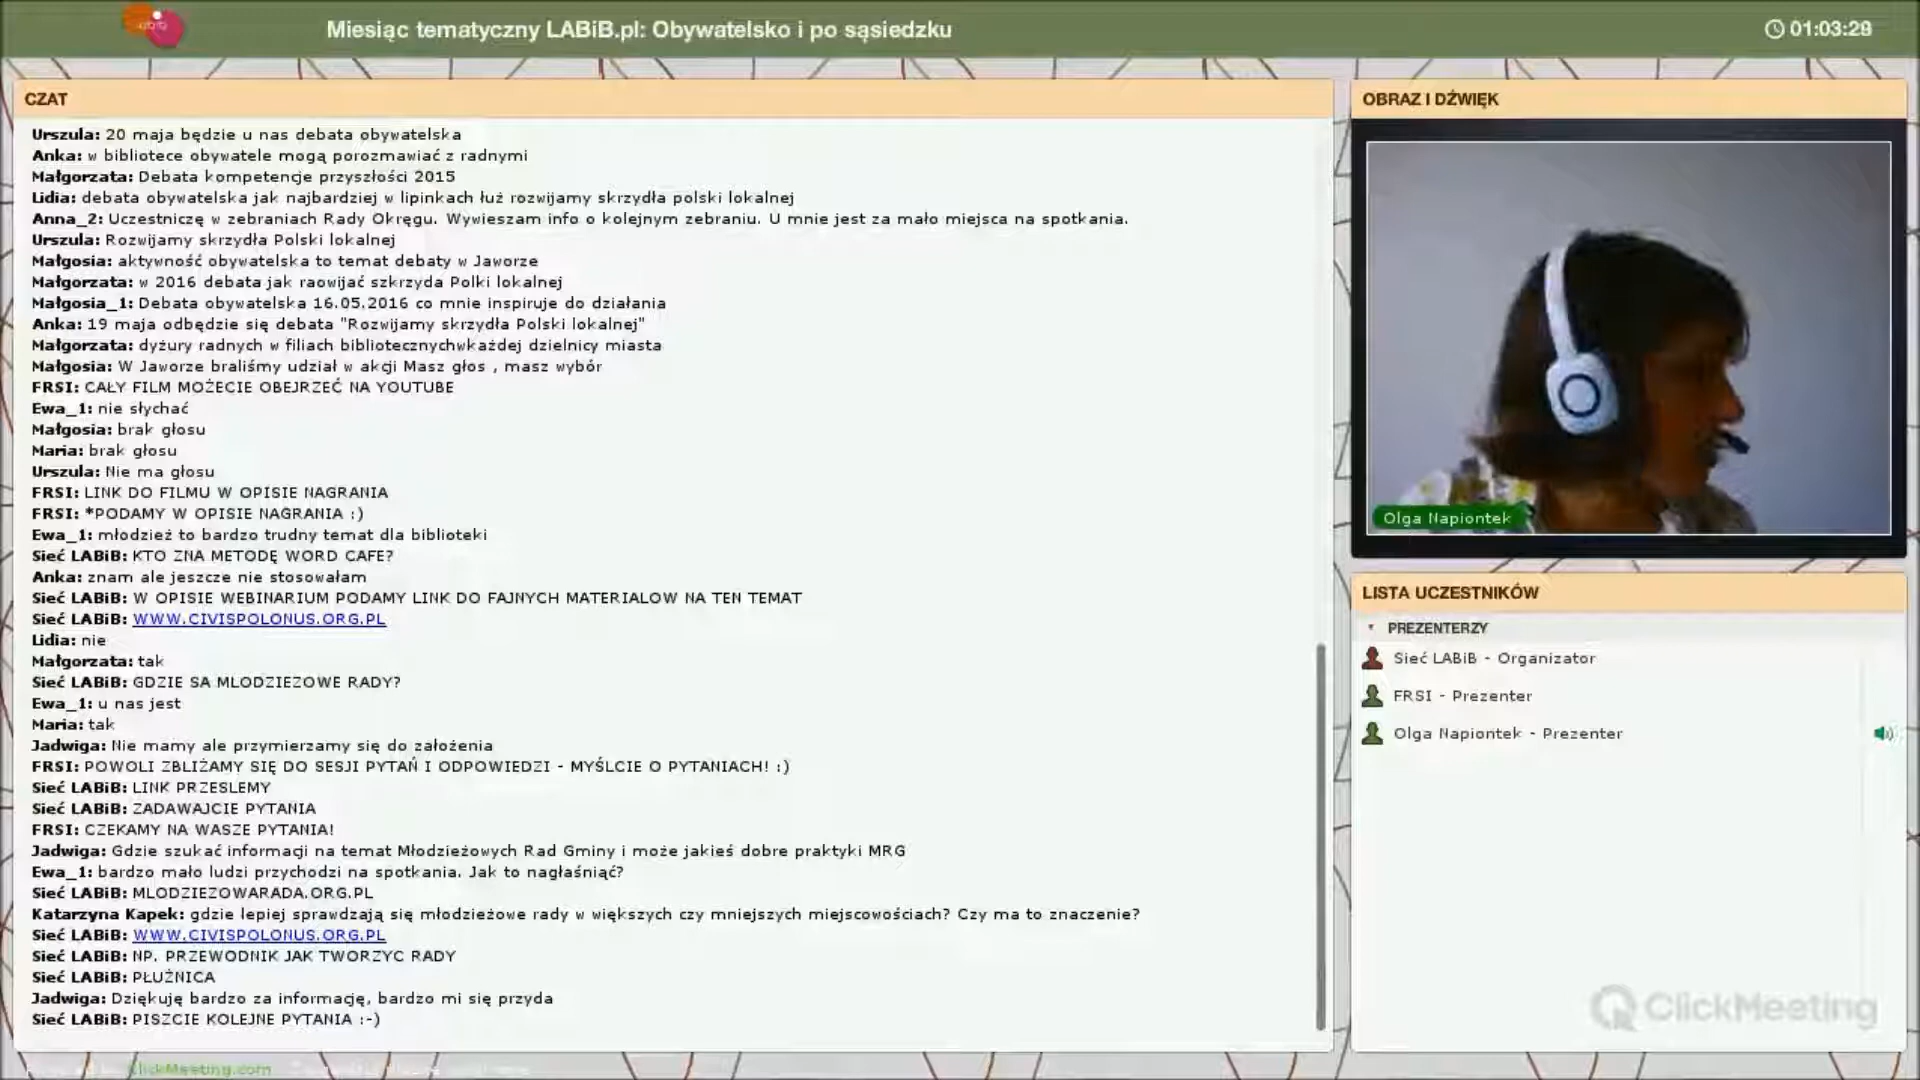 Miesiąc tematyczny LABiB.pl: Obywatelsko i po sąsiedzku
01:03:29
CZAT
Urszula: 20 maja będzie u nas debata obywatelska
Anka: w bibliotece obywatele mogą porozmawiać z radnymi
Małgorzata: Debata kompetencje przyszłości 2015
Lidia: debata obywatelska jak najbardziej w lipinkach łuż rozwijamy skrzydła polski lokalnej
Anna_2: Uczestniczę w zebraniach Rady Okręgu. Wywieszam info o kolejnym zebraniu. U mnie jest za mało miejsca na spotkania.
Urszula: Rozwijamy skrzydła Polski lokalnej
Małgosia: aktywność obywatelska to temat debaty w Jaworze
Małgorzata: w 2016 debata jak raowijać szkrzyda Polki lokalnej
Małgosia_1: Debata obywatelska 16.05.2016 co mnie inspiruje do działania
Anka: 19 maja odbędzie się debata "Rozwijamy skrzydła Polski lokalnej"
Małgorzata: dyżury radnych w filiach bibliotecznychwkażdej dzielnicy miasta
Małgosia: W Jaworze braliśmy udział w akcji Masz głos , masz wybór
FRSI: CAŁY FILM MOŻECIE OBEJRZEĆ NA YOUTUBE
Ewa_1: nie słychać
Małgosia: brak głosu
Maria: brak głosu
Urszula: Nie ma głosu
FRSI: LINK DO FILMU W OPISIE NAGRANIA
FRSI: *PODAMY W OPISIE NAGRANIA :)
Ewa_1: młodzież to bardzo trudny temat dla biblioteki
Sieć LABiB: KTO ZNA METODĘ WORD CAFE?
Anka: znam ale jeszcze nie stosowałam
Sieć LABiB: W OPISIE WEBINARIUM PODAMY LINK DO FAJNYCH MATERIALOW NA TEN TEMAT
Sieć LABiB: WWW.CIVISPOLONUS.ORG.PL
Lidia: nie
Małgorzata: tak
Sieć LABiB: GDZIE SA MLODZIEZOWE RADY?
Ewa_1: u nas jest
Maria: tak
Jadwiga: Nie mamy ale przymierzamy się do założenia
FRSI: POWOLI ZBLIŻAMY SIĘ DO SESJI PYTAŃ I ODPOWIEDZI - MYŚLCIE O PYTANIACH! :)
Sieć LABiB: LINK PRZESLEMY
Sieć LABiB: ZADAWAJCIE PYTANIA
FRSI: CZEKAMY NA WASZE PYTANIA!
Jadwiga: Gdzie szukać informacji na temat Młodzieżowych Rad Gminy i może jakieś dobre praktyki MRG
Ewa_1: bardzo mało ludzi przychodzi na spotkania. Jak to nagłaśniąć?
Sieć LABiB: MLODZIEZOWARADA.ORG.PL
Katarzyna Kapek: gdzie lepiej sprawdzają się młodzieżowe rady w większych czy mniejszych miejscowościach? Czy ma to znaczenie?
Sieć LABiB: WWW.CIVISPOLONUS.ORG.PL
Sieć LABiB: NP. PRZEWODNIK JAK TWORZYC RADY
Sieć LABiB: PŁUŻNICA
Jadwiga: Dziękuję bardzo za informację, bardzo mi się przyda
Sieć LABiB: PISZCIE KOLEJNE PYTANIA :-)
OBRAZ I DŹWIĘK
Olga Napiontek
LISTA UCZESTNIKÓW
PREZENTERZY
Sieć LABiB - Organizator
FRSI - Prezenter
Olga Napiontek - Prezenter
ClickMeeting
ClickMeeting.com